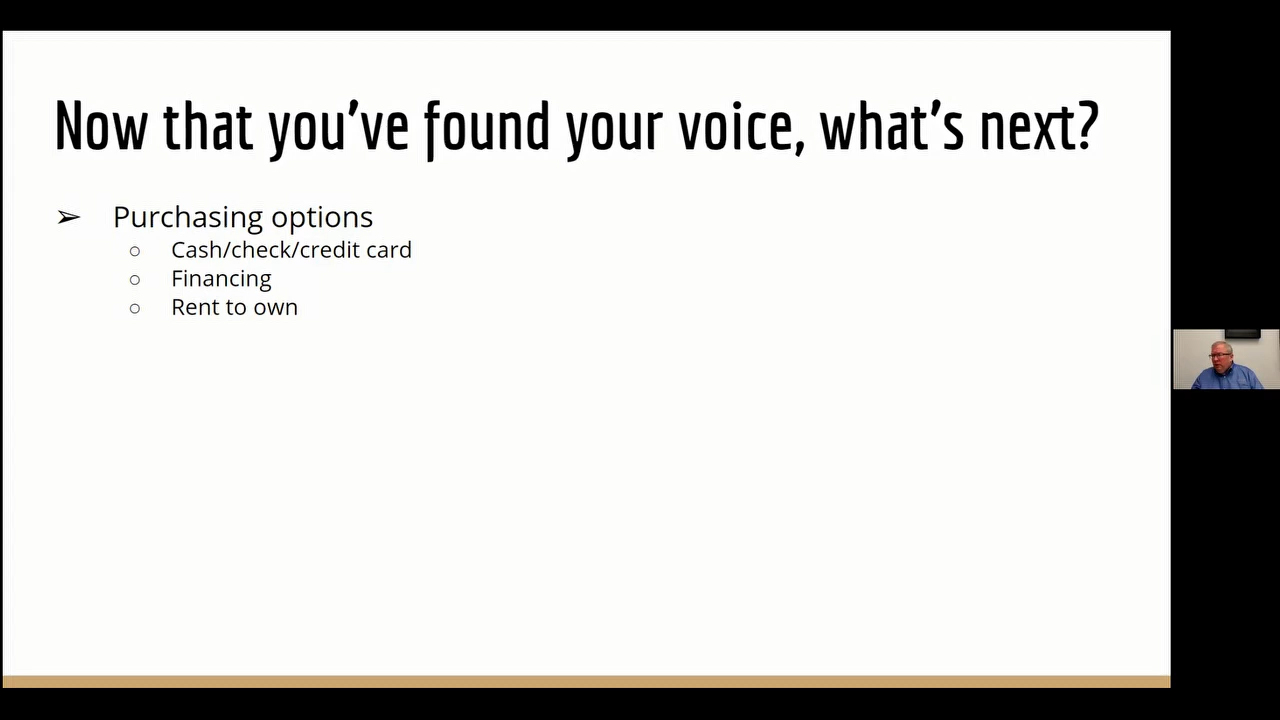 Now that you've found your voice, what's next?
➢ Purchasing options
○ Cash/check/credit card
○ Financing
○ Rent to own